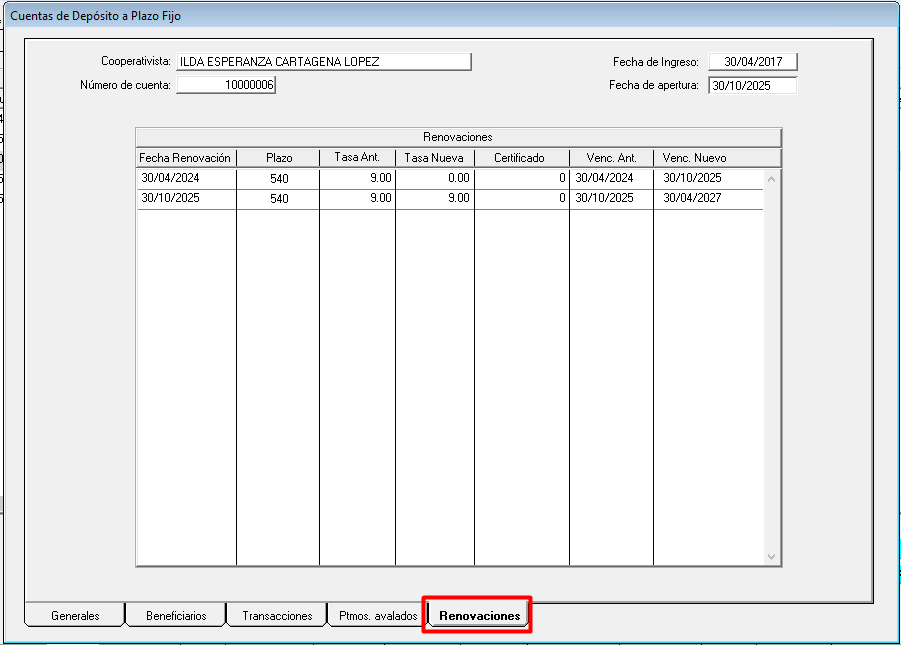 Cuentas de Depósito a Plazo Fijo
Cooperativista: ILDA ESPERANZA CARTAGENA LOPEZ Fecha de Ingreso: 30/04/2017
Número de cuenta: 10000006 Fecha de apertura: 30/10/2025
Renovaciones
Fecha Renovación Plazo Tasa Ant. Tasa Nueva Certificado Venc. Ant. Venc. Nuevo
30/04/2024 540 9.00 0.00 0 30/04/2024 30/10/2025
30/10/2025 540 9.00 9.00 0 30/10/2025 30/04/2027
Generales Beneficiarios Transacciones Ptmos. avalados Renovaciones